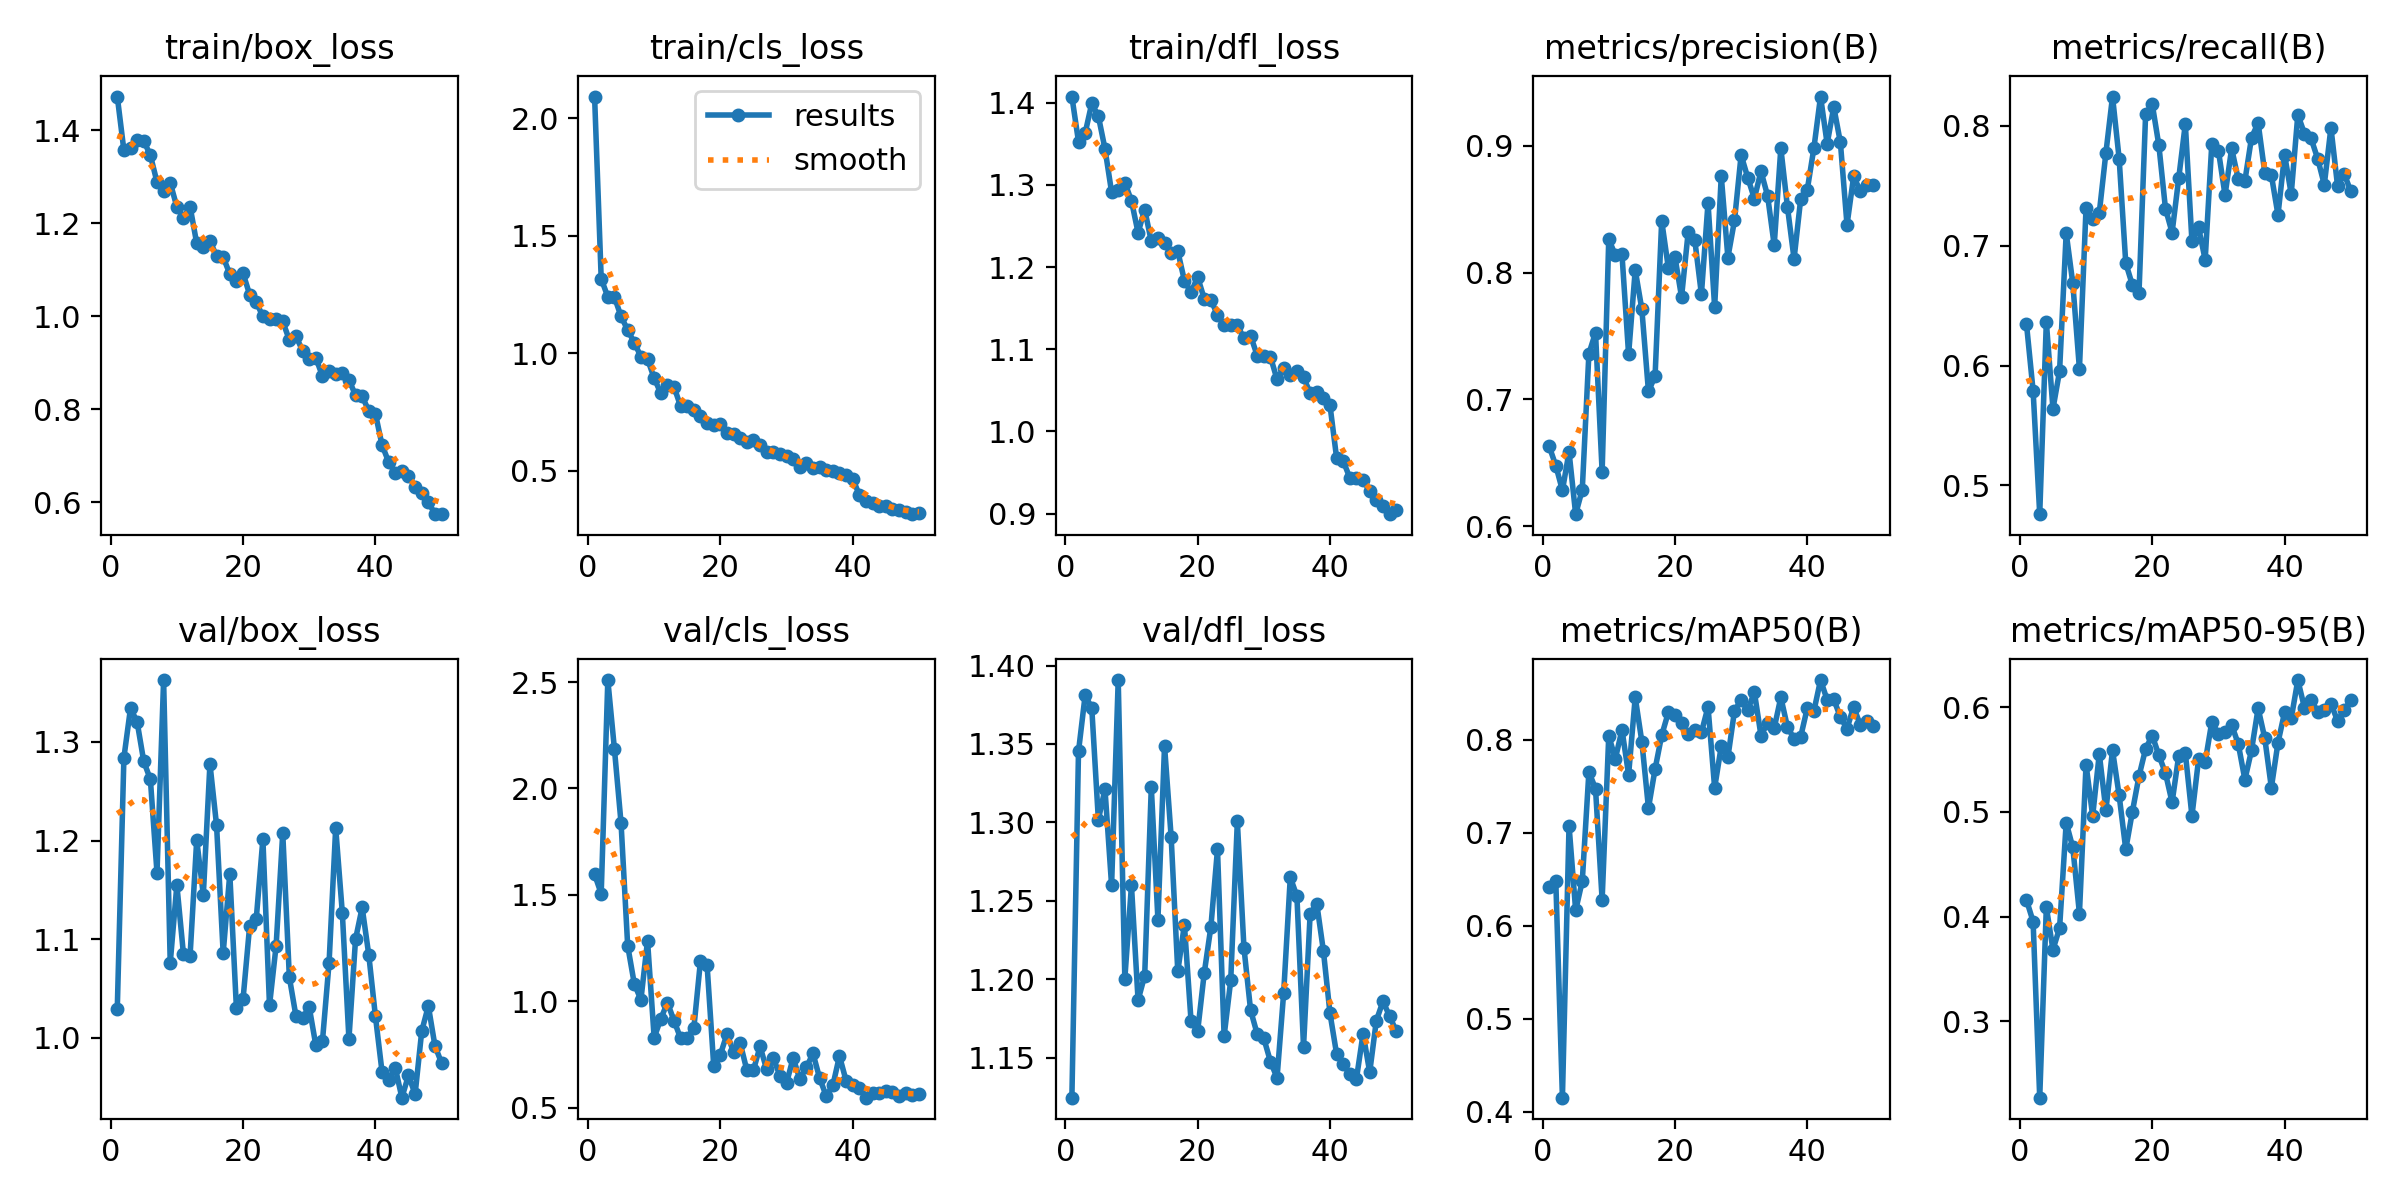 train/box_loss
1.4
1.2
1.0
0.8
0.6
0 20 40
train/cls_loss
results
smooth
2.0
1.5
1.0
0.5
0 20 40
train/dfl_loss
1.4
1.3
1.2
1.1
1.0
0.9
0 20 40
metrics/precision(B)
0.9
0.8
0.7
0.6
0 20 40
metrics/recall(B)
0.8
0.7
0.6
0.5
0 20 40
val/box_loss
1.3
1.2
1.1
1.0
0 20 40
val/cls_loss
2.5
2.0
1.5
1.0
0.5
0 20 40
val/dfl_loss
1.40
1.35
1.30
1.25
1.20
1.15
0 20 40
metrics/mAP50(B)
0.8
0.7
0.6
0.5
0.4
0 20 40
metrics/mAP50-95(B)
0.6
0.5
0.4
0.3
0 20 40